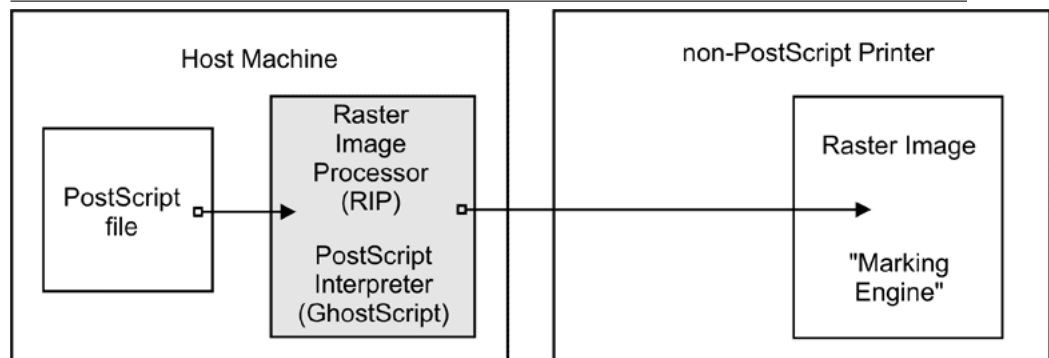 Host Machine
PostScript
file
Raster
Image
Processor
(RIP)
PostScript
Interpreter
(GhostScript)
non-PostScript Printer
Raster Image
"Marking
Engine"